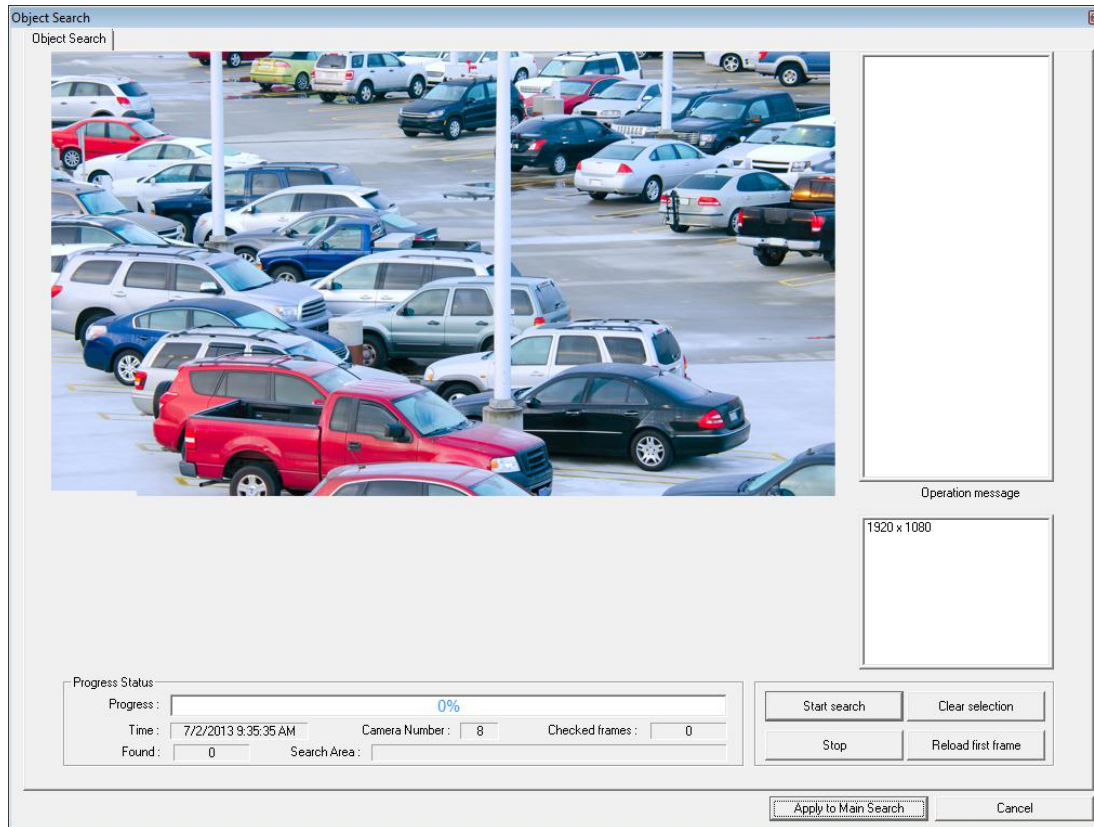 Object Search
Object Search
Operation message
1920 x 1080
Progress Status
Progress : 0%
Time : 7/2/2013 9:35:35 AM Camera Number : 8 Checked frames : 0
Found : 0 Search Area :
Start search Clear selection
Stop Reload first frame
Apply to Main Search Cancel